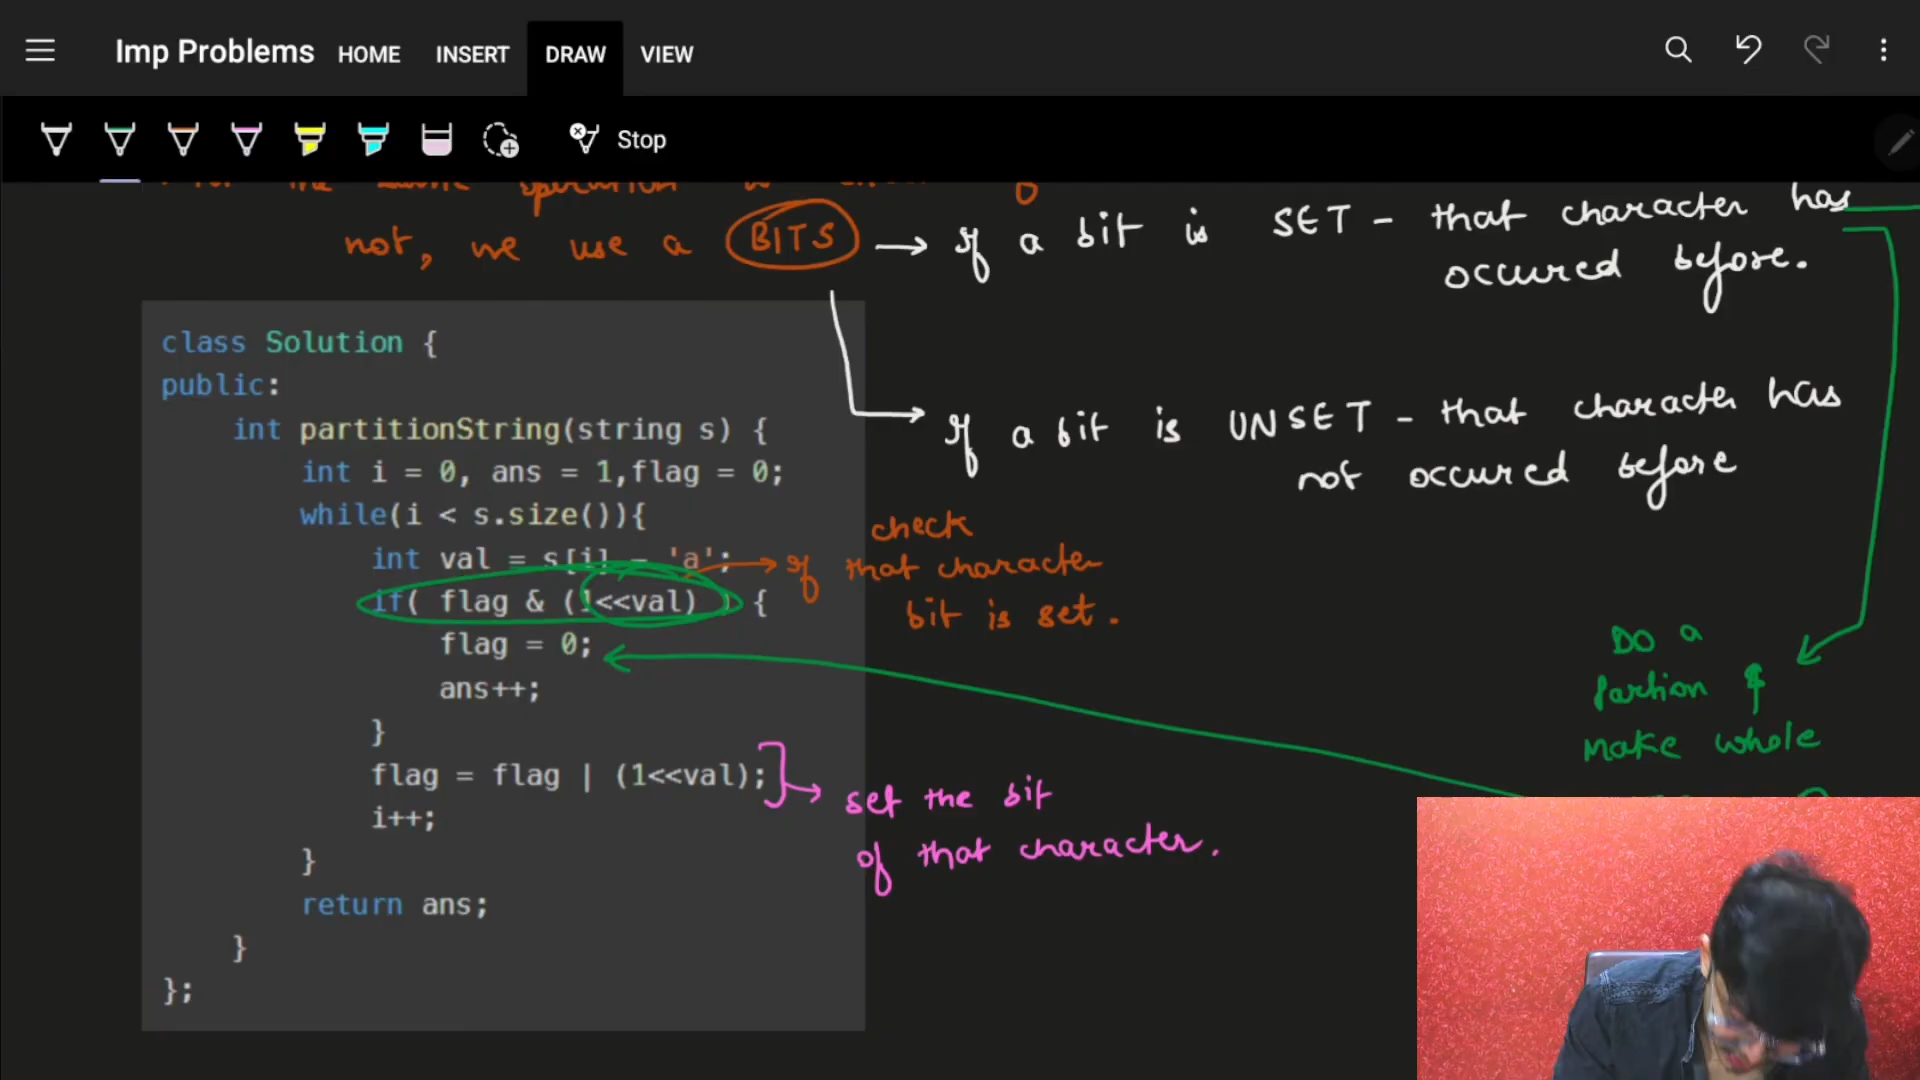 Imp Problems HOME INSERT DRAW VIEW
Stop
not, we use a BITS → If a bit is SET - that character has
occured before.
If a bit is UNSET - that character has
not occured before
class Solution {
public:
int partitionString(string s) {
int i = 0, ans = 1,flag = 0;
while(i < s.size()){
int val = s[i] - 'a';
if( flag & (1<<val) ) {
flag = 0;
ans++;
}
flag = flag | (1<<val);
i++;
}
return ans;
}
};
check
If that character
bit is set.
set the bit
of that character.
DO a
Partion &
make whole